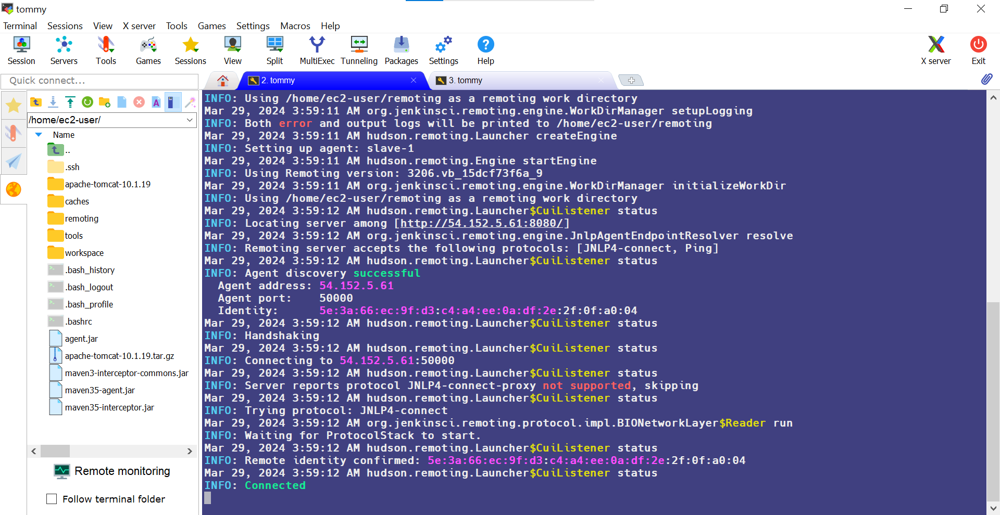 tommy
Terminal Sessions View X server Tools Games Settings Macros Help
Session Servers Tools Games Sessions View Split MultiExec Tunneling Packages Settings Help X server Exit
Quick connect...
2. tommy
3. tommy
/home/ec2-user/
Name
..
.ssh
apache-tomcat-10.1.19
caches
remoting
tools
workspace
.bash_history
.bash_logout
.bash_profile
.bashrc
agent.jar
apache-tomcat-10.1.19.tar.gz
maven3-interceptor-commons.jar
maven35-agent.jar
maven35-interceptor.jar
Remote monitoring
Follow terminal folder
INFO: Using /home/ec2-user/remoting as a remoting work directory
Mar 29, 2024 3:59:11 AM org.jenkinsci.remoting.engine.WorkDirManager setupLogging
INFO: Both error and output logs will be printed to /home/ec2-user/remoting
Mar 29, 2024 3:59:11 AM hudson.remoting.Launcher createEngine
INFO: Setting up agent: slave-1
Mar 29, 2024 3:59:11 AM hudson.remoting.Engine startEngine
INFO: Using Remoting version: 3206.vb_15dcf73f6a_9
Mar 29, 2024 3:59:11 AM org.jenkinsci.remoting.engine.WorkDirManager initializeWorkDir
INFO: Using /home/ec2-user/remoting as a remoting work directory
Mar 29, 2024 3:59:12 AM hudson.remoting.Launcher$CuiListener status
INFO: Locating server among [http://54.152.5.61:8080/]
Mar 29, 2024 3:59:12 AM org.jenkinsci.remoting.engine.JnlpAgentEndpointResolver resolve
INFO: Remoting server accepts the following protocols: [JNLP4-connect, Ping]
Mar 29, 2024 3:59:12 AM hudson.remoting.Launcher$CuiListener status
INFO: Agent discovery successful
Agent address: 54.152.5.61
Agent port: 50000
Identity: 5e:3a:66:ec:9f:d3:c4:a4:ee:0a:df:2e:2f:0f:a0:04
Mar 29, 2024 3:59:12 AM hudson.remoting.Launcher$CuiListener status
INFO: Handshaking
Mar 29, 2024 3:59:12 AM hudson.remoting.Launcher$CuiListener status
INFO: Connecting to 54.152.5.61:50000
Mar 29, 2024 3:59:12 AM hudson.remoting.Launcher$CuiListener status
INFO: Server reports protocol JNLP4-connect-proxy not supported, skipping
Mar 29, 2024 3:59:12 AM hudson.remoting.Launcher$CuiListener status
INFO: Trying protocol: JNLP4-connect
Mar 29, 2024 3:59:12 AM org.jenkinsci.remoting.protocol.impl.BIONetworkLayer$Reader run
INFO: Waiting for ProtocolStack to start.
Mar 29, 2024 3:59:12 AM hudson.remoting.Launcher$CuiListener status
INFO: Remote identity confirmed: 5e:3a:66:ec:9f:d3:c4:a4:ee:0a:df:2e:2f:0f:a0:04
Mar 29, 2024 3:59:12 AM hudson.remoting.Launcher$CuiListener status
INFO: Connected